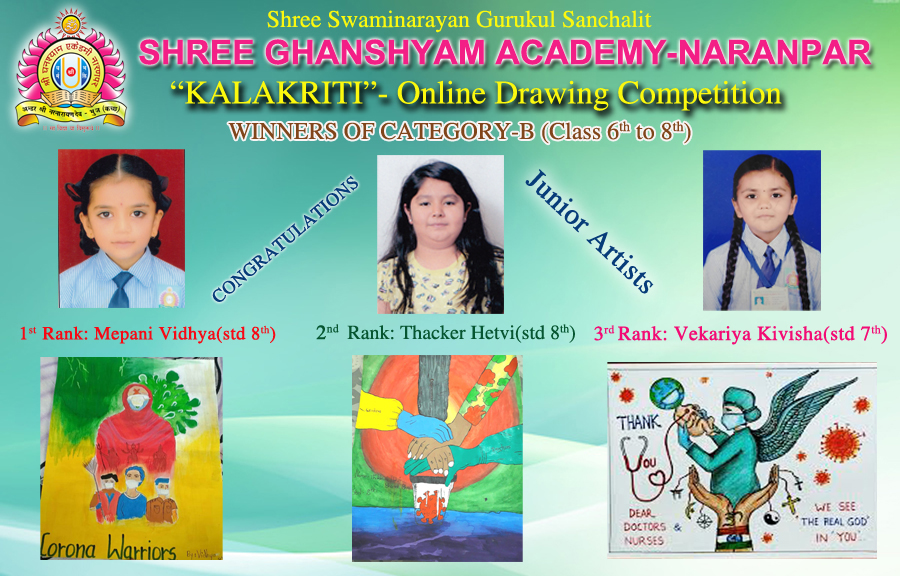 Shree Swaminarayan Gurukul Sanchalit
SHREE GHANSHYAM ACADEMY-NARANPAR
“KALAKRITI”- Online Drawing Competition
WINNERS OF CATEGORY-B (Class 6th to 8th)
CONGRATULATIONS
Junior Artists
1st Rank: Mepani Vidhya(std 8th)
2nd Rank: Thacker Hetvi(std 8th)
3rd Rank: Vekariya Kivisha(std 7th)
Corona Warriors
THANK
YOU
DEAR
DOCTORS &
NURSES
WE SEE
'THE REAL GOD'
IN 'YOU'.